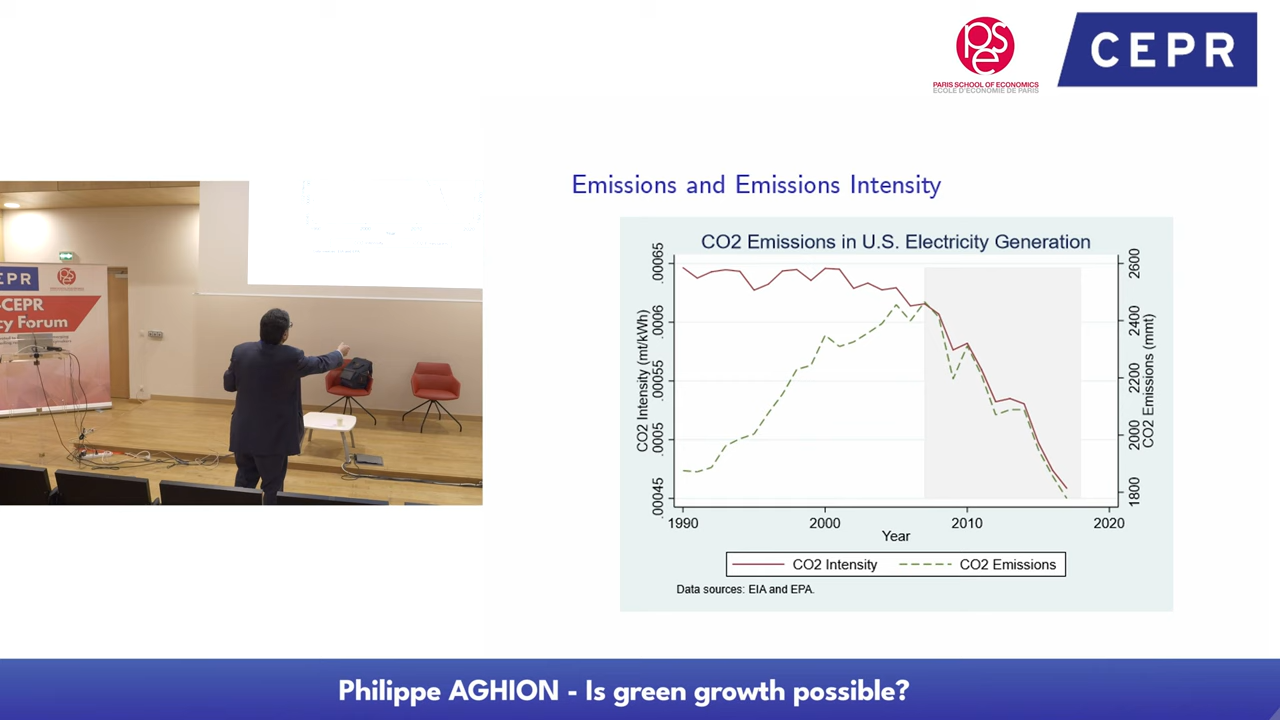 pse
PARIS SCHOOL OF ECONOMICS
ECOLE D'ECONOMIE DE PARIS
CEPR
Emissions and Emissions Intensity
CO2 Emissions in U.S. Electricity Generation
CO2 Intensity (mt/kWh)
.00065
.0006
.00055
.0005
.00045
2600
2400
2200
2000
1800
CO2 Emissions (mmt)
1990
2000
2010
2020
Year
CO2 Intensity
CO2 Emissions
Data sources: EIA and EPA.
EPR
-CEPR
cy Forum
Philippe AGHION - Is green growth possible?